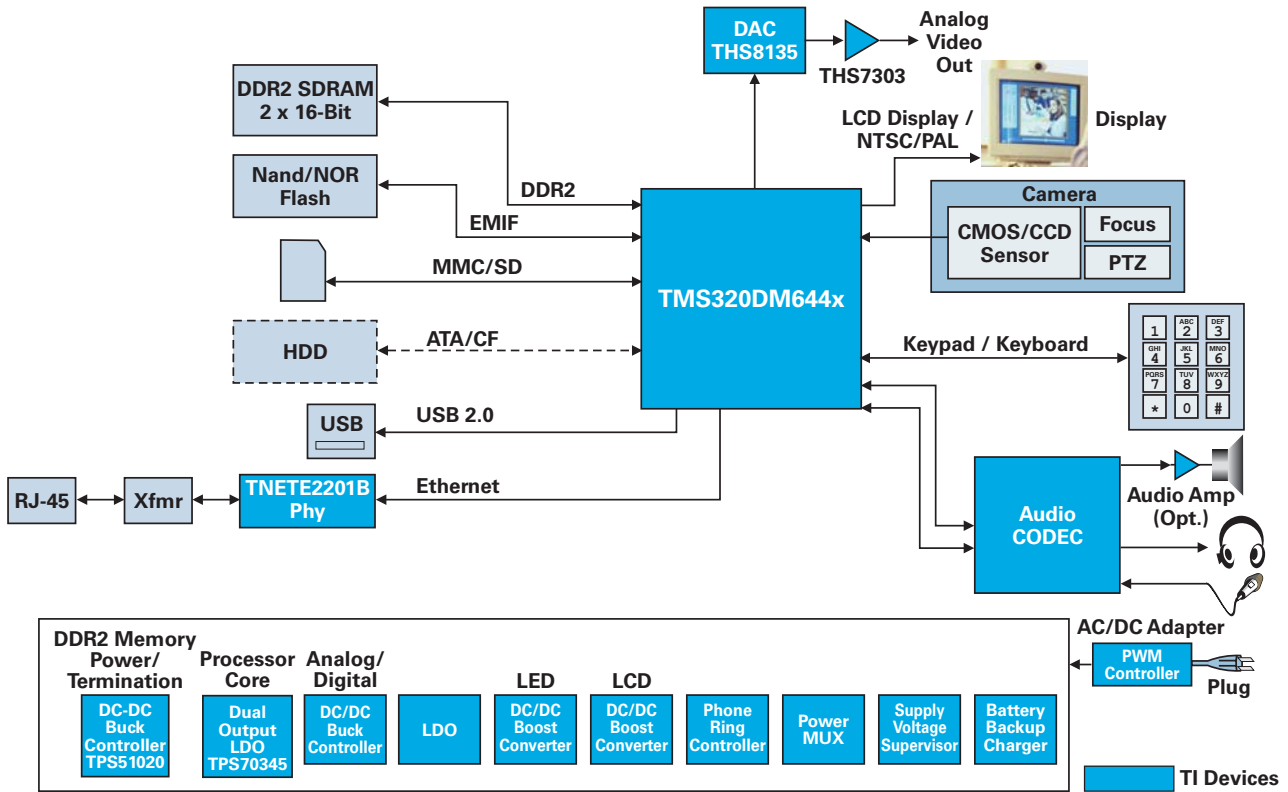 DAC
THS8135
THS7303
Analog
Video
Out
DDR2 SDRAM
2 x 16-Bit
LCD Display /
NTSC/PAL
Display
Nand/NOR
Flash
DDR2
EMIF
Camera
CMOS/CCD
Sensor
Focus
PTZ
MMC/SD
TMS320DM644x
HDD
ATA/CF
Keypad / Keyboard
1
ABC
2
DEF
3
GHI
4
JKL
5
MNO
6
PQRS
7
TUV
8
WXYZ
9
*
0
#
USB
USB 2.0
RJ-45
Xfmr
TNETE2201B
Phy
Ethernet
Audio
CODEC
Audio Amp
(Opt.)
DDR2 Memory
Power/
Termination
DC-DC
Buck
Controller
TPS51020
Processor
Core
Dual
Output
LDO
TPS70345
Analog/
Digital
DC/DC
Buck
Controller
LDO
LED
DC/DC
Boost
Converter
LCD
DC/DC
Boost
Converter
Phone
Ring
Controller
Power
MUX
Supply
Voltage
Supervisor
Battery
Backup
Charger
AC/DC Adapter
PWM
Controller
Plug
TI Devices